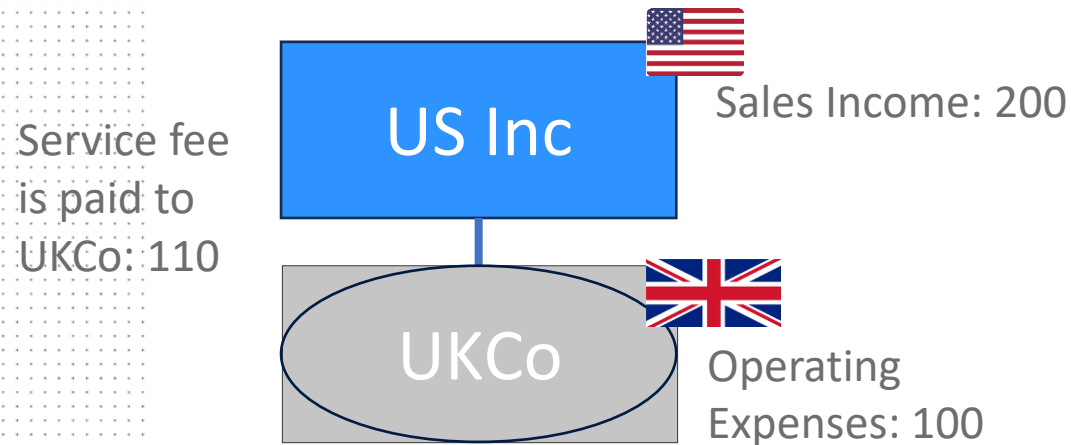 US Inc
Sales Income: 200
Service fee
is paid to
UKCo: 110
UKCo
Operating
Expenses: 100